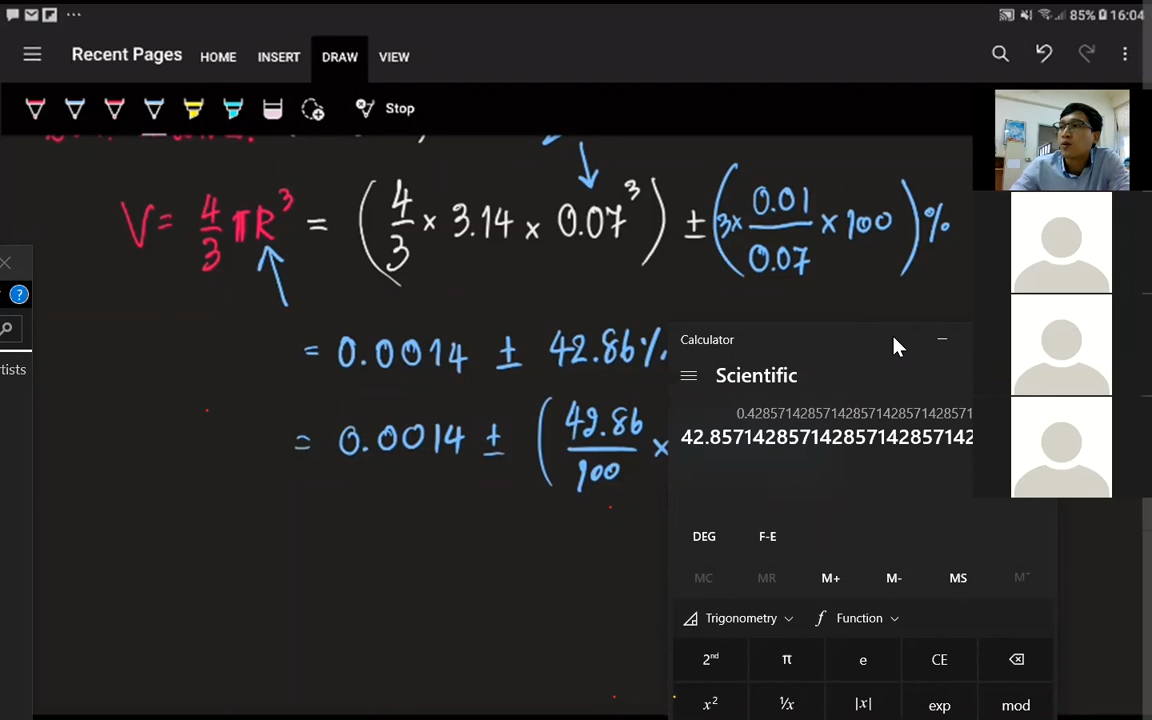 85% 16:04
Recent Pages HOME INSERT DRAW VIEW
Stop
V = 4/3 πR³ = (4/3 × 3.14 × 0.07³) ± (3× 0.01/0.07 × 100)%
= 0.0014 ± 42.86%
= 0.0014 ± (42.86/100 ×
?
tists
Calculator
Scientific
0.428571428571428571428571428571
42.857142857142857142857142
DEG F-E
MC MR M+ M- MS M˅
Trigonometry Function
2ⁿᵈ π e CE
x² ¹/x |x| exp mod